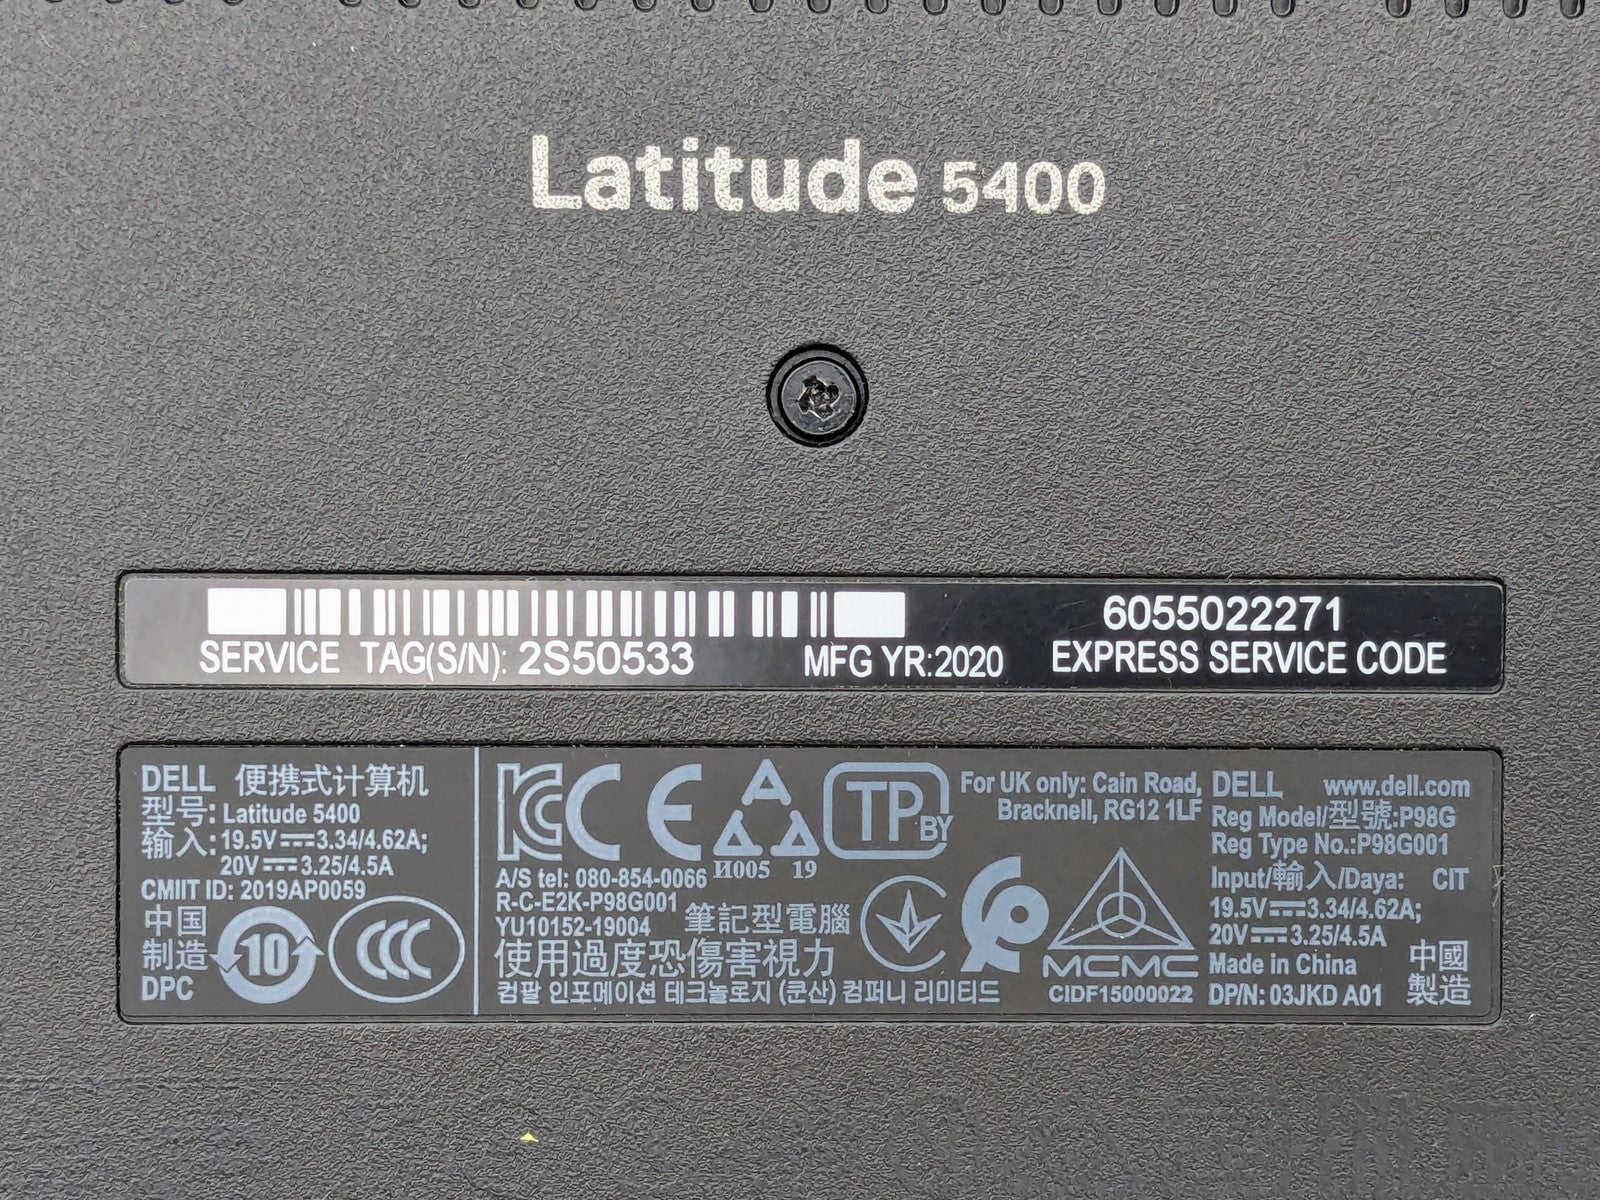 Latitude 5400
6055022271
SERVICE TAG(S/N): 2S50533 MFG YR:2020 EXPRESS SERVICE CODE
DELL 便携式计算机
型号: Latitude 5400
输入: 19.5V⎓3.34/4.62A;
20V⎓3.25/4.5A
CMIIT ID: 2019AP0059
中国
制造
DPC
10
CCC
KC CE
И005 19
TP BY
A/S tel: 080-854-0066
R-C-E2K-P98G001
YU10152-19004 筆記型電腦
使用過度恐傷害視力
컴팔 인포메이션 테크놀로지 (쿤산) 컴퍼니 리미티드
For UK only: Cain Road,
Bracknell, RG12 1LF
MCMC
CIDF15000022
DELL www.dell.com
Reg Model/型號:P98G
Reg Type No.:P98G001
Input/輸入/Daya: CIT
19.5V⎓3.34/4.62A;
20V⎓3.25/4.5A
Made in China 中國
DP/N: 03JKD A01 製造